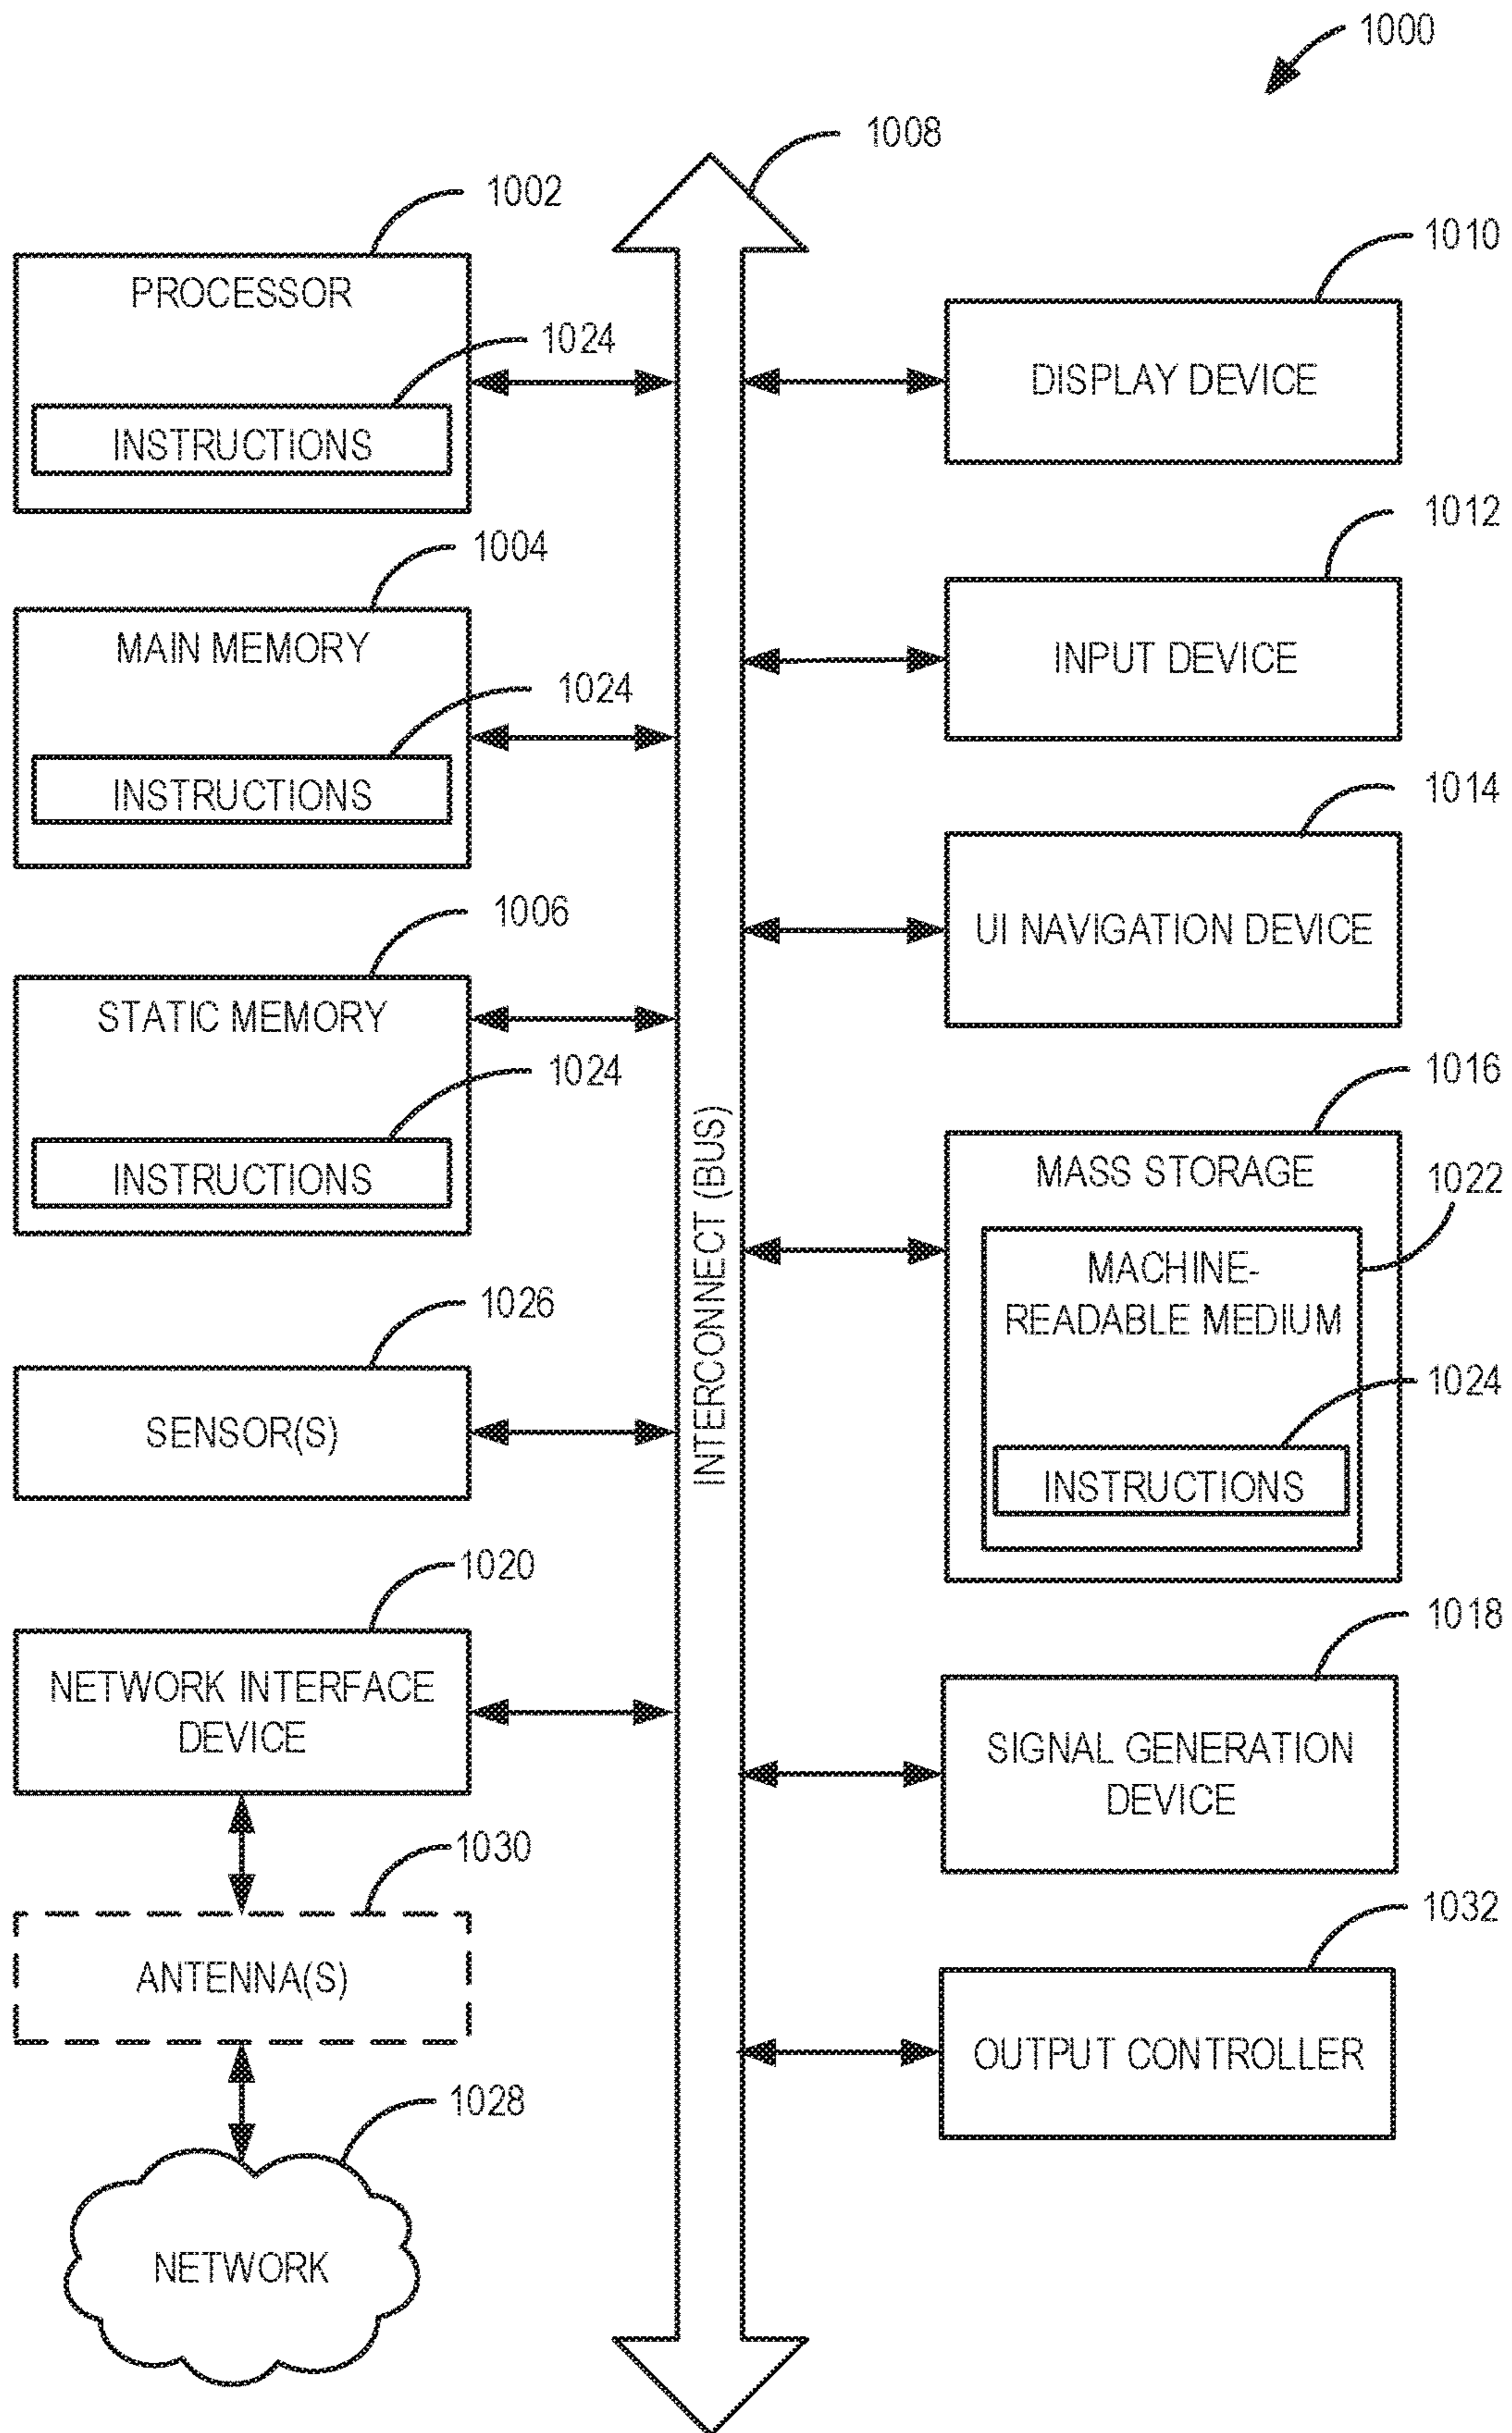 1000
1008
1002
PROCESSOR
1024
INSTRUCTIONS
1004
MAIN MEMORY
1024
INSTRUCTIONS
1006
STATIC MEMORY
1024
INSTRUCTIONS
1026
SENSOR(S)
1020
NETWORK INTERFACE
DEVICE
1030
ANTENNA(S)
1028
NETWORK
INTERCONNECT (BUS)
1010
DISPLAY DEVICE
1012
INPUT DEVICE
1014
UI NAVIGATION DEVICE
1016
MASS STORAGE
1022
MACHINE-
READABLE MEDIUM
1024
INSTRUCTIONS
1018
SIGNAL GENERATION
DEVICE
1032
OUTPUT CONTROLLER